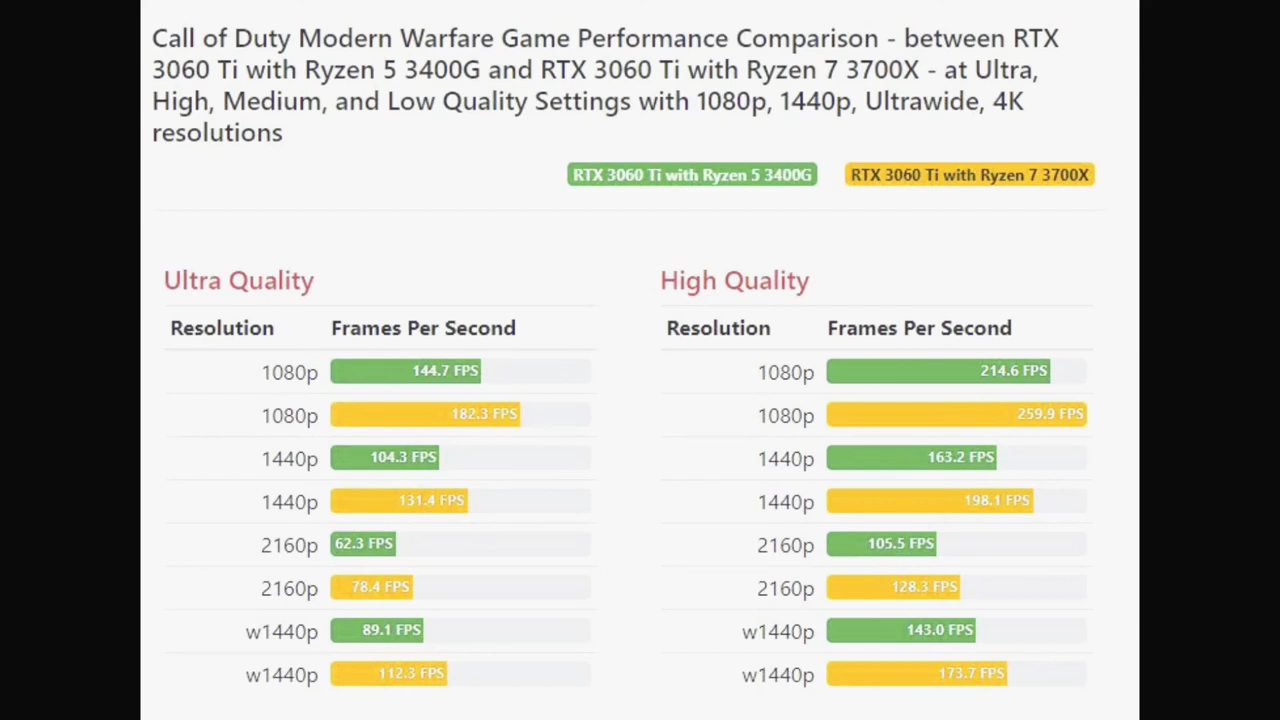 Call of Duty Modern Warfare Game Performance Comparison - between RTX
3060 Ti with Ryzen 5 3400G and RTX 3060 Ti with Ryzen 7 3700X - at Ultra,
High, Medium, and Low Quality Settings with 1080p, 1440p, Ultrawide, 4K
resolutions
RTX 3060 Ti with Ryzen 5 3400G RTX 3060 Ti with Ryzen 7 3700X
Ultra Quality
Resolution Frames Per Second
1080p 144.7 FPS
1080p 182.3 FPS
1440p 104.3 FPS
1440p 131.4 FPS
2160p 62.3 FPS
2160p 78.4 FPS
w1440p 89.1 FPS
w1440p 112.3 FPS
High Quality
Resolution Frames Per Second
1080p 214.6 FPS
1080p 259.9 FPS
1440p 163.2 FPS
1440p 198.1 FPS
2160p 105.5 FPS
2160p 128.3 FPS
w1440p 143.0 FPS
w1440p 173.7 FPS